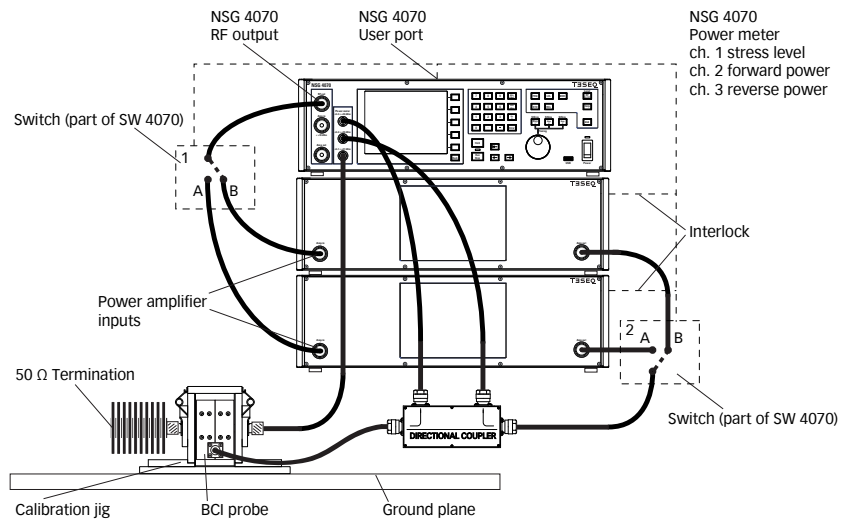 NSG 4070
RF output
NSG 4070
User port
NSG 4070
Power meter
ch. 1 stress level
ch. 2 forward power
ch. 3 reverse power
NSG 4070
TESEQ
Switch (part of SW 4070)
1
A
B
TESEQ
Interlock
TESEQ
Power amplifier
inputs
2
A
B
50 Ω Termination
Switch (part of SW 4070)
DIRECTIONAL COUPLER
Calibration jig
BCI probe
Ground plane